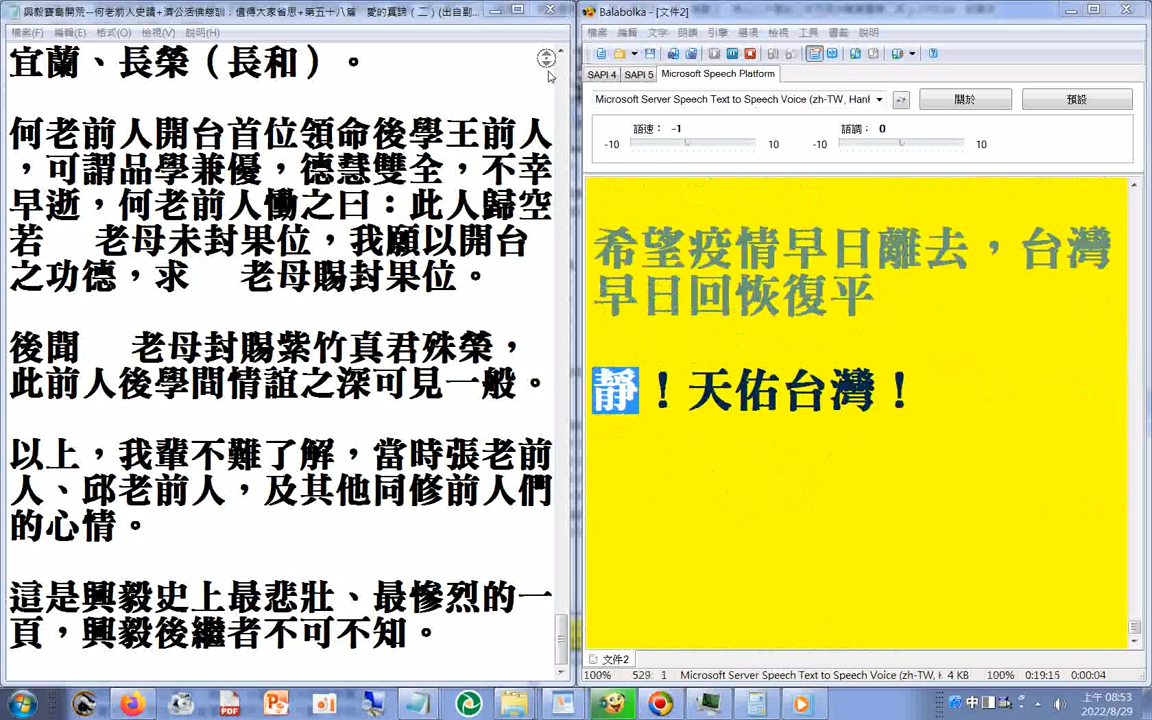 興毅寶島開荒--何老前人史蹟+濟公活佛慈訓：值得大家省思+第五十八篇 愛的真諦（二）(出自副...
檔案(F) 編輯(E) 格式(O) 檢視(V) 說明(H)
宜蘭、長榮（長和）。
何老前人開台首位領命後學王前人
，可謂品學兼優，德慧雙全，不幸
早逝，何老前人慟之曰：此人歸空
若 老母未封果位，我願以開台
之功德，求 老母賜封果位。
後聞 老母封賜紫竹真君殊榮，
此前人後學間情誼之深可見一般。
以上，我輩不難了解，當時張老前
人、邱老前人，及其他同修前人們
的心情。
這是興毅史上最悲壯、最慘烈的一
頁，興毅後繼者不可不知。
Balabolka - [文件2]
檔案 編輯 文字 朗讀 引擎 選項 檢視 工具 書籤 說明
SAPI 4 SAPI 5 Microsoft Speech Platform
Microsoft Server Speech Text to Speech Voice (zh-TW, Hanl
關於 預設
語速： -1 語調： 0
-10 10 -10 10
希望疫情早日離去，台灣
早日回恢復平
靜！天佑台灣！
文件2
100% 529: 1 Microsoft Server Speech Text to Speech Voice (zh-TW, H 4 KB 100% 0:19:15 0:00:04
中
上午 08:53
2022/8/29